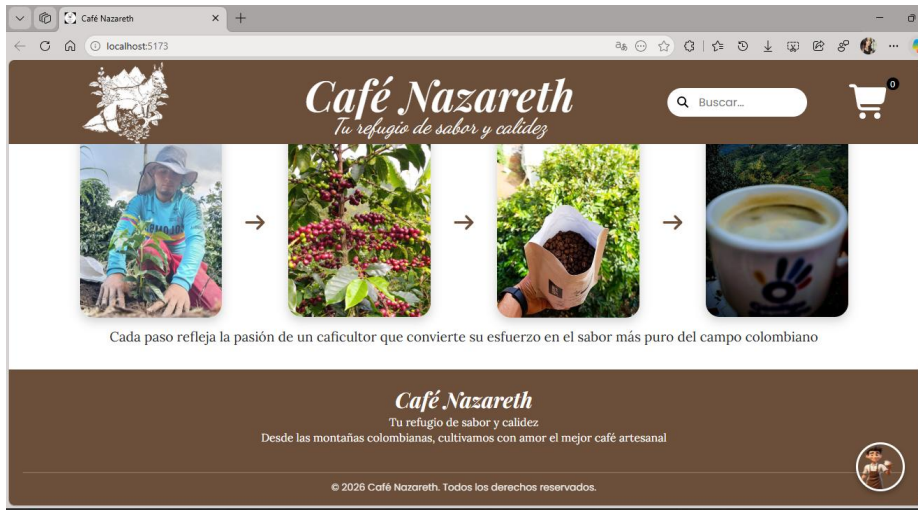 Café Nazareth
localhost:5173
Café Nazareth
Tu refugio de sabor y calidez
Buscar...
0
Cada paso refleja la pasión de un caficultor que convierte su esfuerzo en el sabor más puro del campo colombiano
Café Nazareth
Tu refugio de sabor y calidez
Desde las montañas colombianas, cultivamos con amor el mejor café artesanal
© 2026 Café Nazareth. Todos los derechos reservados.